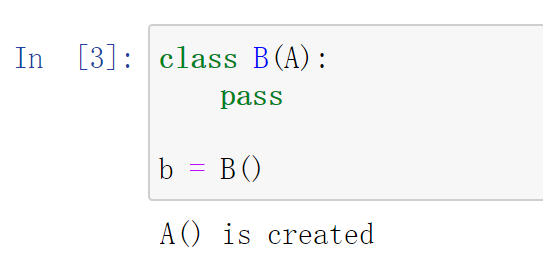 In [3]: class B(A):
    pass
b = B()
A() is created